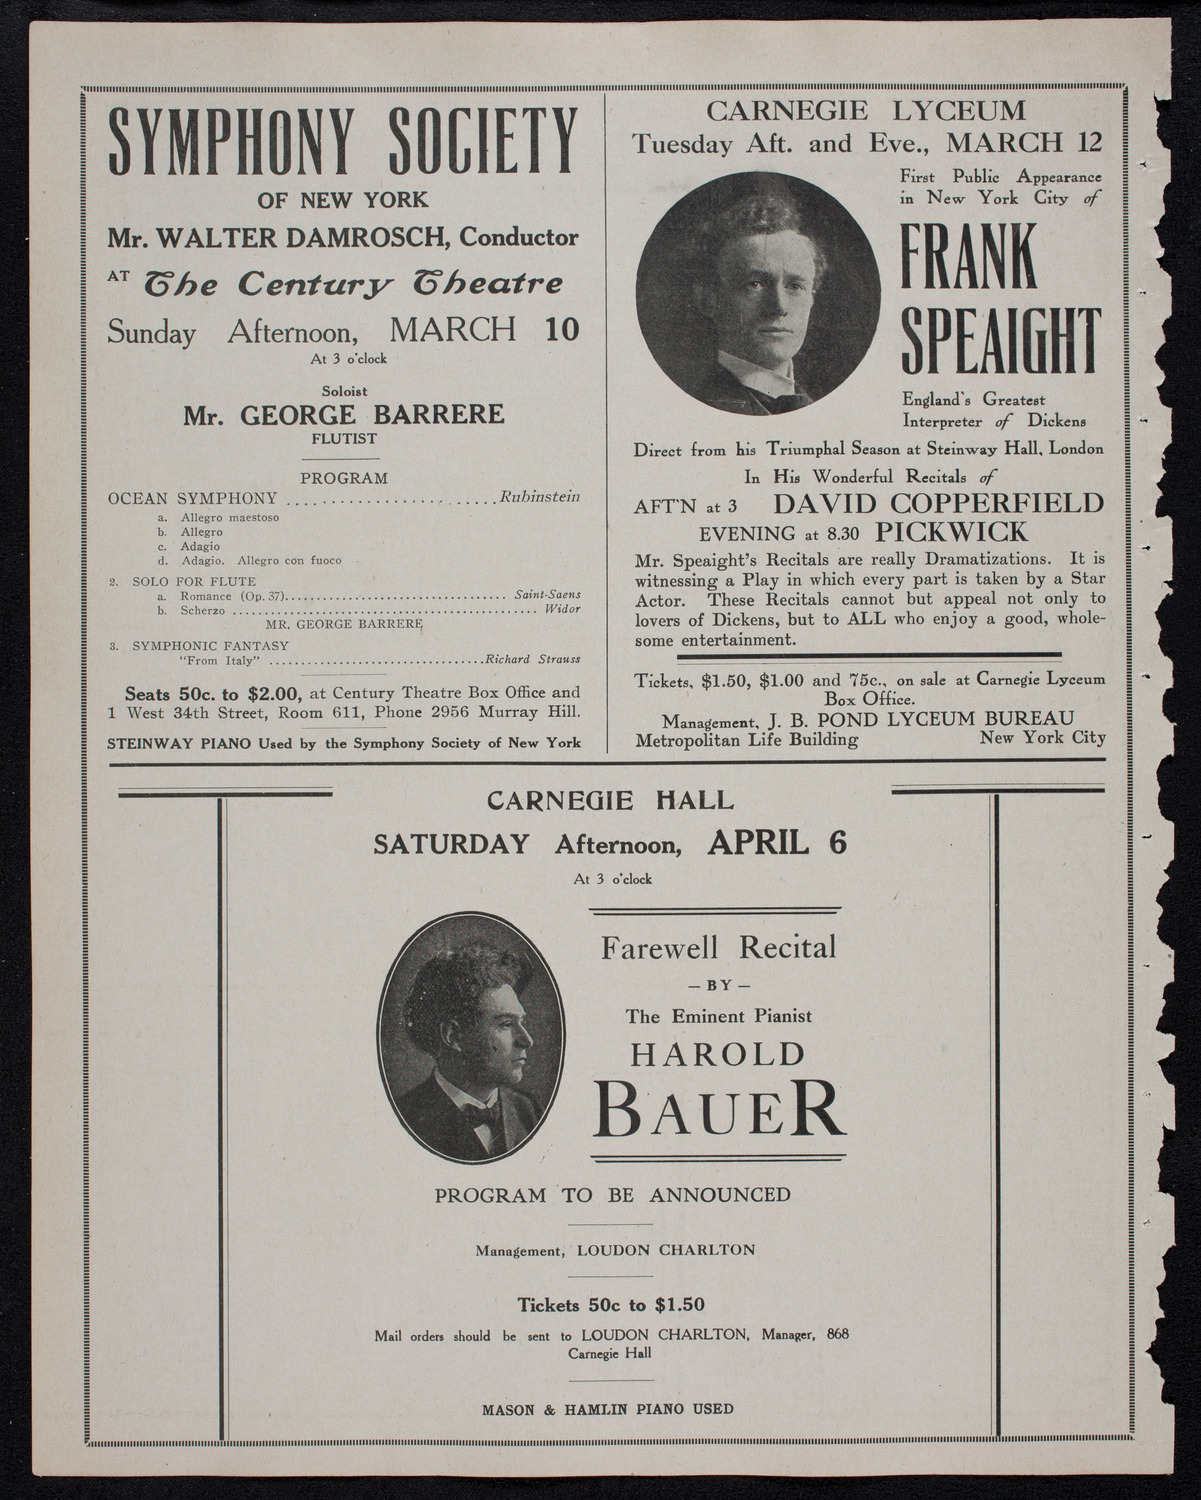 SYMPHONY SOCIETY
OF NEW YORK
Mr. WALTER DAMROSCH, Conductor
AT The Century Theatre
Sunday Afternoon, MARCH 10
At 3 o'clock
Soloist
Mr. GEORGE BARRERE
FLUTIST
PROGRAM
OCEAN SYMPHONY ........................Rubinstein
a. Allegro maestoso
b. Allegro
c. Adagio
d. Adagio. Allegro con fuoco
2. SOLO FOR FLUTE
a. Romance (Op. 37)................................ Saint-Saens
b. Scherzo ............................................ Widor
MR. GEORGE BARRERE
3. SYMPHONIC FANTASY
"From Italy" ................................Richard Strauss
Seats 50c. to $2.00, at Century Theatre Box Office and
1 West 34th Street, Room 611, Phone 2956 Murray Hill.
STEINWAY PIANO Used by the Symphony Society of New York
CARNEGIE LYCEUM
Tuesday Aft. and Eve., MARCH 12
First Public Appearance
in New York City of
FRANK
SPEAIGHT
England's Greatest
Interpreter of Dickens
Direct from his Triumphal Season at Steinway Hall, London
In His Wonderful Recitals of
AFT'N at 3 DAVID COPPERFIELD
EVENING at 8.30 PICKWICK
Mr. Speaight's Recitals are really Dramatizations. It is
witnessing a Play in which every part is taken by a Star
Actor. These Recitals cannot but appeal not only to
lovers of Dickens, but to ALL who enjoy a good, whole-
some entertainment.
Tickets, $1.50, $1.00 and 75c., on sale at Carnegie Lyceum
Box Office.
Management, J. B. POND LYCEUM BUREAU
Metropolitan Life Building New York City
CARNEGIE HALL
SATURDAY Afternoon, APRIL 6
At 3 o'clock
Farewell Recital
— BY —
The Eminent Pianist
HAROLD
BAUER
PROGRAM TO BE ANNOUNCED
Management, LOUDON CHARLTON
Tickets 50c to $1.50
Mail orders should be sent to LOUDON CHARLTON, Manager, 868
Carnegie Hall
MASON & HAMLIN PIANO USED